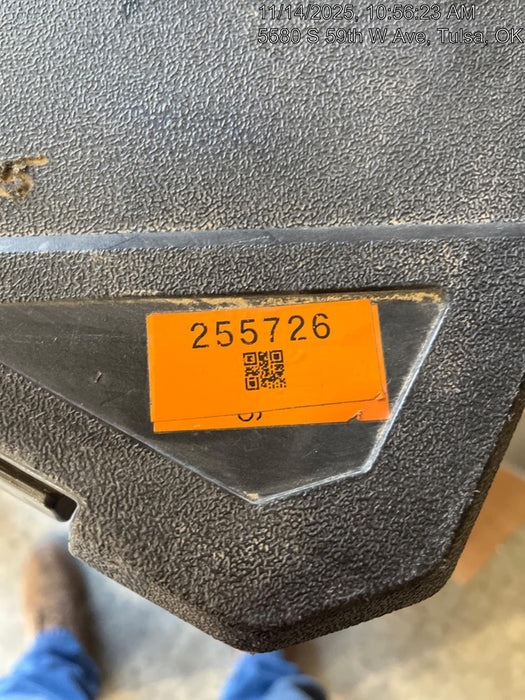 11/14/2025, 10:56:23 AM
5580 S 59th W Ave, Tulsa, OK
255726